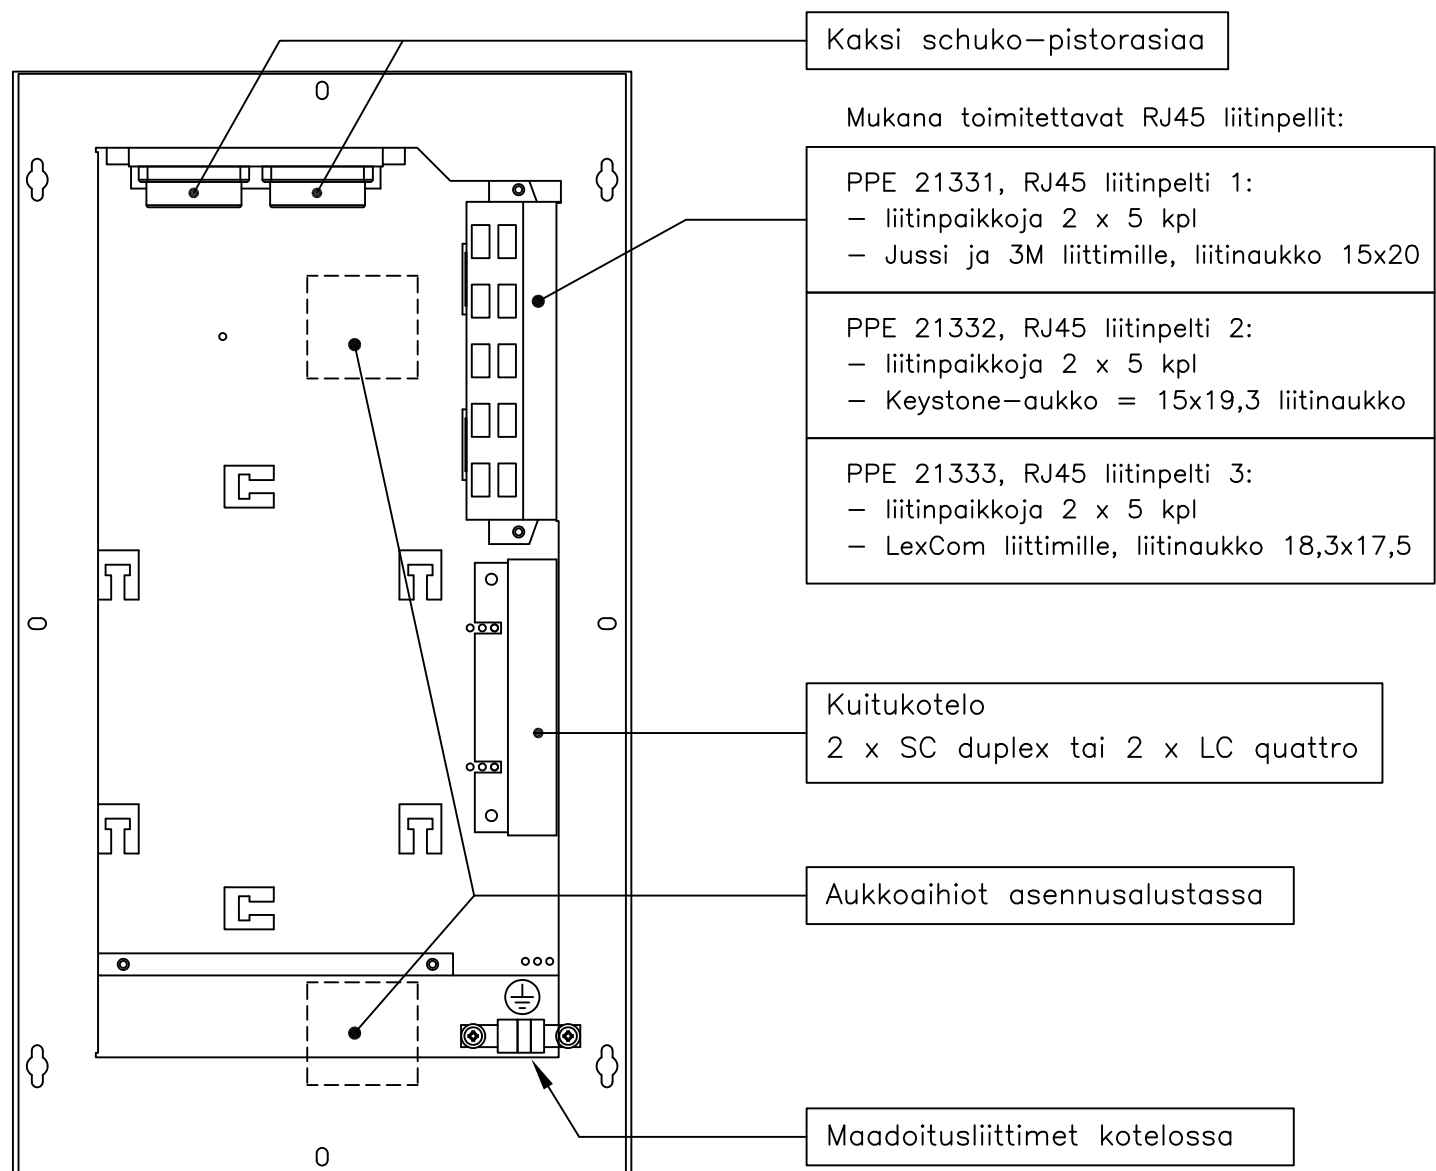 Kaksi schuko-pistorasiaa
Mukana toimitettavat RJ45 liitinpellit:
PPE 21331, RJ45 liitinpelti 1:
- liitinpaikkoja 2 x 5 kpl
- Jussi ja 3M liittimille, liitinaukko 15x20
PPE 21332, RJ45 liitinpelti 2:
- liitinpaikkoja 2 x 5 kpl
- Keystone-aukko = 15x19,3 liitinaukko
PPE 21333, RJ45 liitinpelti 3:
- liitinpaikkoja 2 x 5 kpl
- LexCom liittimille, liitinaukko 18,3x17,5
Kuitukotelo
2 x SC duplex tai 2 x LC quattro
Aukkoaihiot asennusalustassa
Maadoitusliittimet kotelossa